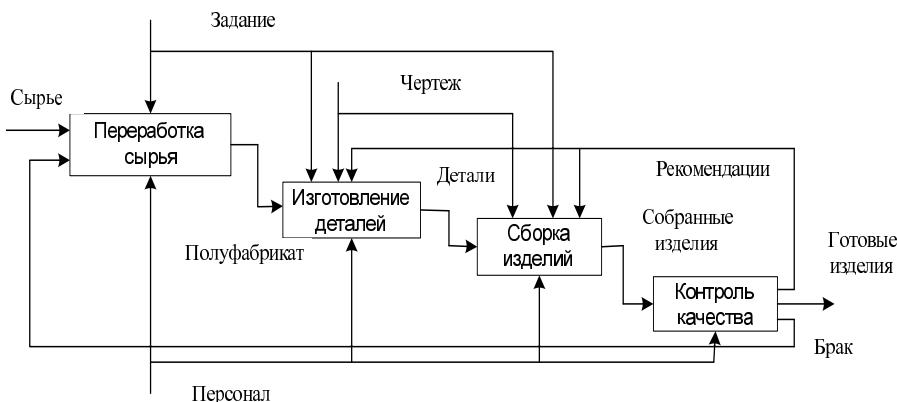 Задание
Чертеж
Сырье
Переработка
сырья
Рекомендации
Детали
Изготовление
деталей
Собранные
изделия
Сборка
изделий
Полуфабрикат
Готовые
изделия
Контроль
качества
Брак
Персонал